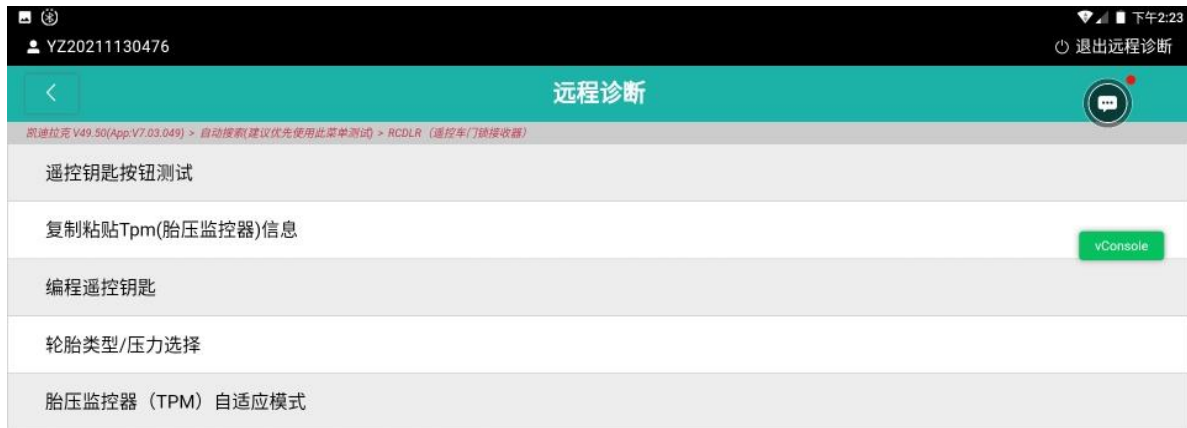 下午2:23
YZ20211130476
退出远程诊断
远程诊断
凯迪拉克 V49.50(App:V7.03.049) > 自动搜索(建议优先使用此菜单测试) > RCDLR（遥控车门锁接收器）
遥控钥匙按钮测试
复制粘贴Tpm(胎压监控器)信息
vConsole
编程遥控钥匙
轮胎类型/压力选择
胎压监控器（TPM）自适应模式